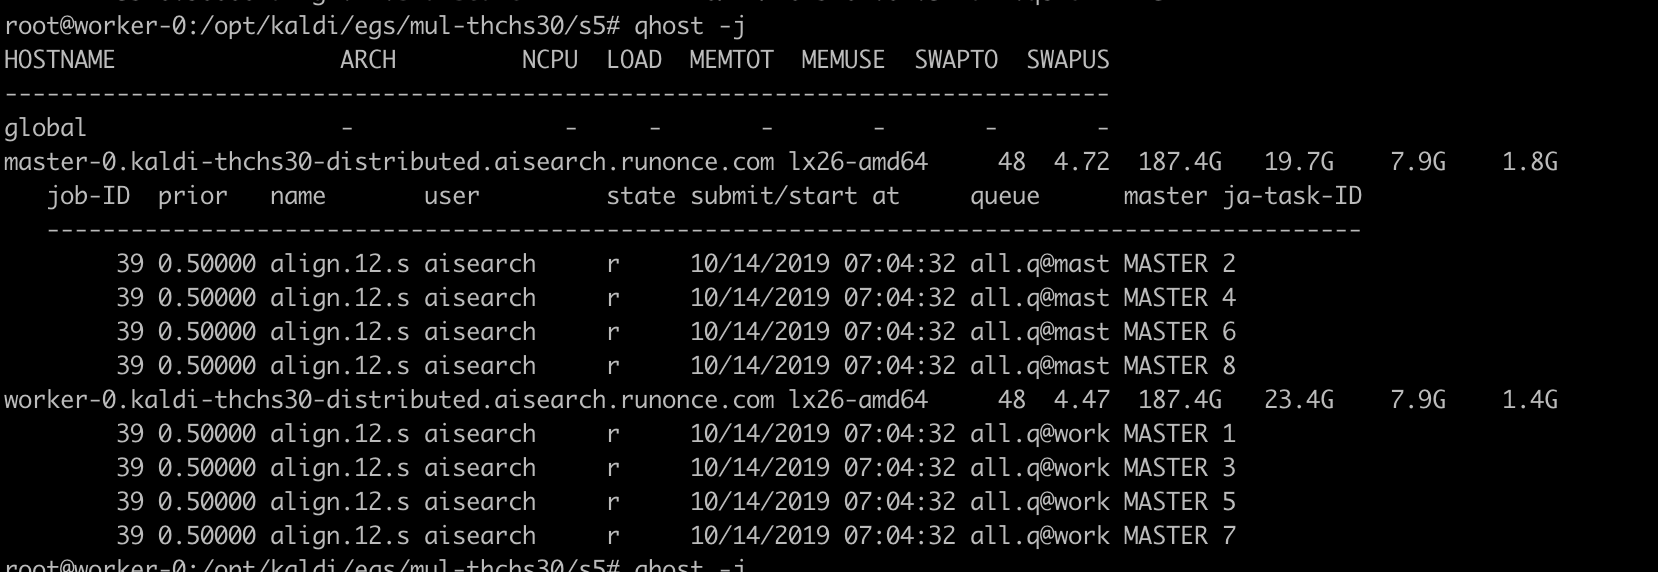 root@worker-0:/opt/kaldi/egs/mul-thchs30/s5# qhost -j
HOSTNAME                ARCH         NCPU  LOAD  MEMTOT  MEMUSE  SWAPTO  SWAPUS
-------------------------------------------------------------------------------
global                  -               -     -       -       -       -       -
master-0.kaldi-thchs30-distributed.aisearch.runonce.com lx26-amd64     48  4.72  187.4G   19.7G    7.9G    1.8G
   job-ID  prior   name       user         state submit/start at     queue      master ja-task-ID
   ----------------------------------------------------------------------------------------------
        39 0.50000 align.12.s aisearch     r     10/14/2019 07:04:32 all.q@mast MASTER 2
        39 0.50000 align.12.s aisearch     r     10/14/2019 07:04:32 all.q@mast MASTER 4
        39 0.50000 align.12.s aisearch     r     10/14/2019 07:04:32 all.q@mast MASTER 6
        39 0.50000 align.12.s aisearch     r     10/14/2019 07:04:32 all.q@mast MASTER 8
worker-0.kaldi-thchs30-distributed.aisearch.runonce.com lx26-amd64     48  4.47  187.4G   23.4G    7.9G    1.4G
        39 0.50000 align.12.s aisearch     r     10/14/2019 07:04:32 all.q@work MASTER 1
        39 0.50000 align.12.s aisearch     r     10/14/2019 07:04:32 all.q@work MASTER 3
        39 0.50000 align.12.s aisearch     r     10/14/2019 07:04:32 all.q@work MASTER 5
        39 0.50000 align.12.s aisearch     r     10/14/2019 07:04:32 all.q@work MASTER 7
root@worker-0:/opt/kaldi/egs/mul-thchs30/s5# qhost -j